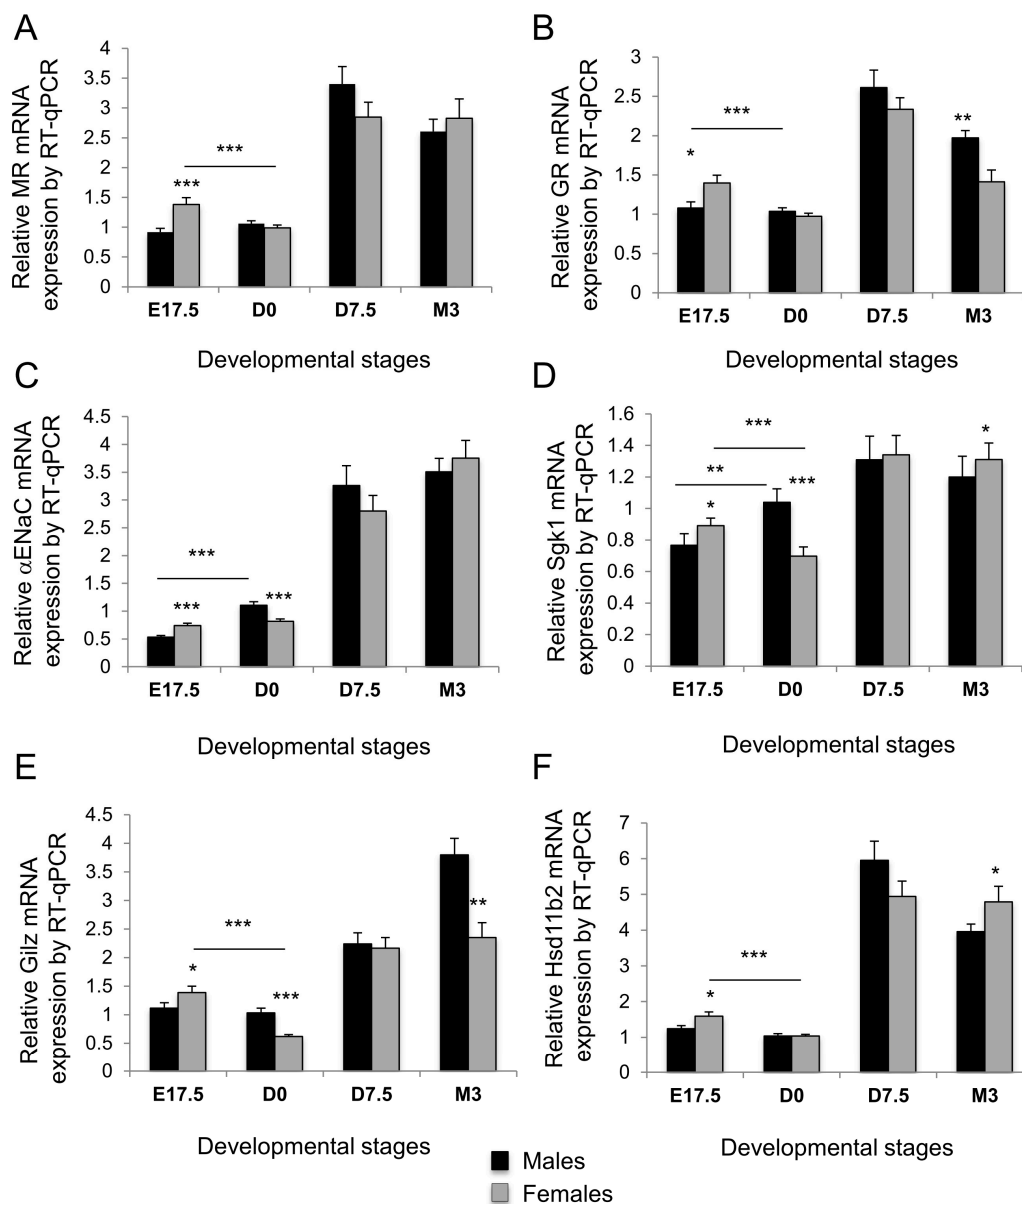 A
Relative MR mRNA
expression by RT-qPCR
4
3.5
3
2.5
2
1.5
1
0.5
0
***
***
E17.5 D0 D7.5 M3
Developmental stages
B
Relative GR mRNA
expression by RT-qPCR
3
2.5
2
1.5
1
0.5
0
*
***
**
E17.5 D0 D7.5 M3
Developmental stages
C
Relative αENaC mRNA
expression by RT-qPCR
4.5
4
3.5
3
2.5
2
1.5
1
0.5
0
***
***
***
E17.5 D0 D7.5 M3
Developmental stages
D
Relative Sgk1 mRNA
expression by RT-qPCR
1.6
1.4
1.2
1
0.8
0.6
0.4
0.2
0
***
**
*
***
*
E17.5 D0 D7.5 M3
Developmental stages
E
Relative Gilz mRNA
expression by RT-qPCR
4.5
4
3.5
3
2.5
2
1.5
1
0.5
0
***
*
***
**
E17.5 D0 D7.5 M3
Developmental stages
F
Relative Hsd11b2 mRNA
expression by RT-qPCR
7
6
5
4
3
2
1
0
***
*
*
E17.5 D0 D7.5 M3
Developmental stages
Males
Females